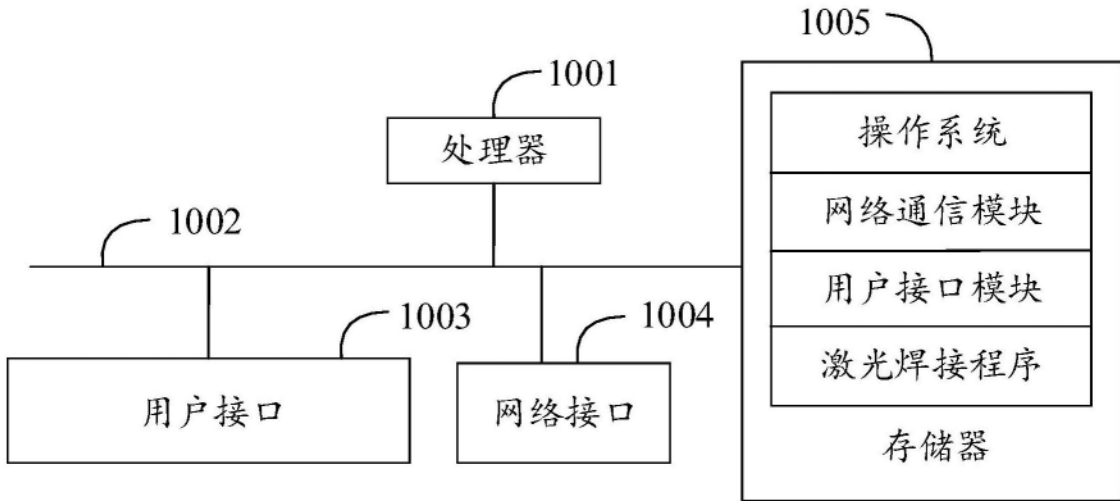 1005
1001
处理器
操作系统
网络通信模块
1002
用户接口模块
1003
1004
激光焊接程序
用户接口
网络接口
存储器